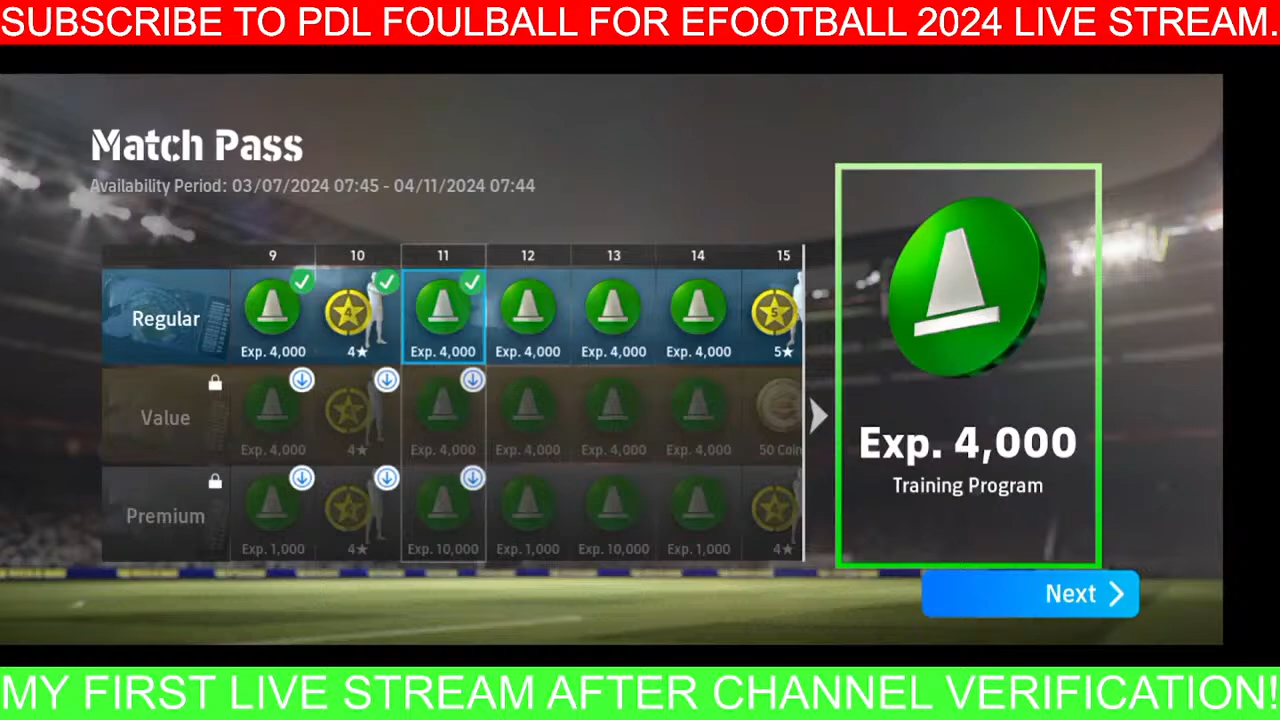 SUBSCRIBE TO PDL FOULBALL FOR EFOOTBALL 2024 LIVE STREAM.
Match Pass
Availability Period: 03/07/2024 07:45 - 04/11/2024 07:44
9 10 11 12 13 14 15
Regular
Exp. 4,000 4★ Exp. 4,000 Exp. 4,000 Exp. 4,000 Exp. 4,000 5★
Value
Exp. 4,000 4★ Exp. 4,000 Exp. 4,000 Exp. 4,000 Exp. 4,000 50 Coin
Premium
Exp. 1,000 4★ Exp. 10,000 Exp. 1,000 Exp. 10,000 Exp. 1,000 4★
Exp. 4,000
Training Program
Next
MY FIRST LIVE STREAM AFTER CHANNEL VERIFICATION!